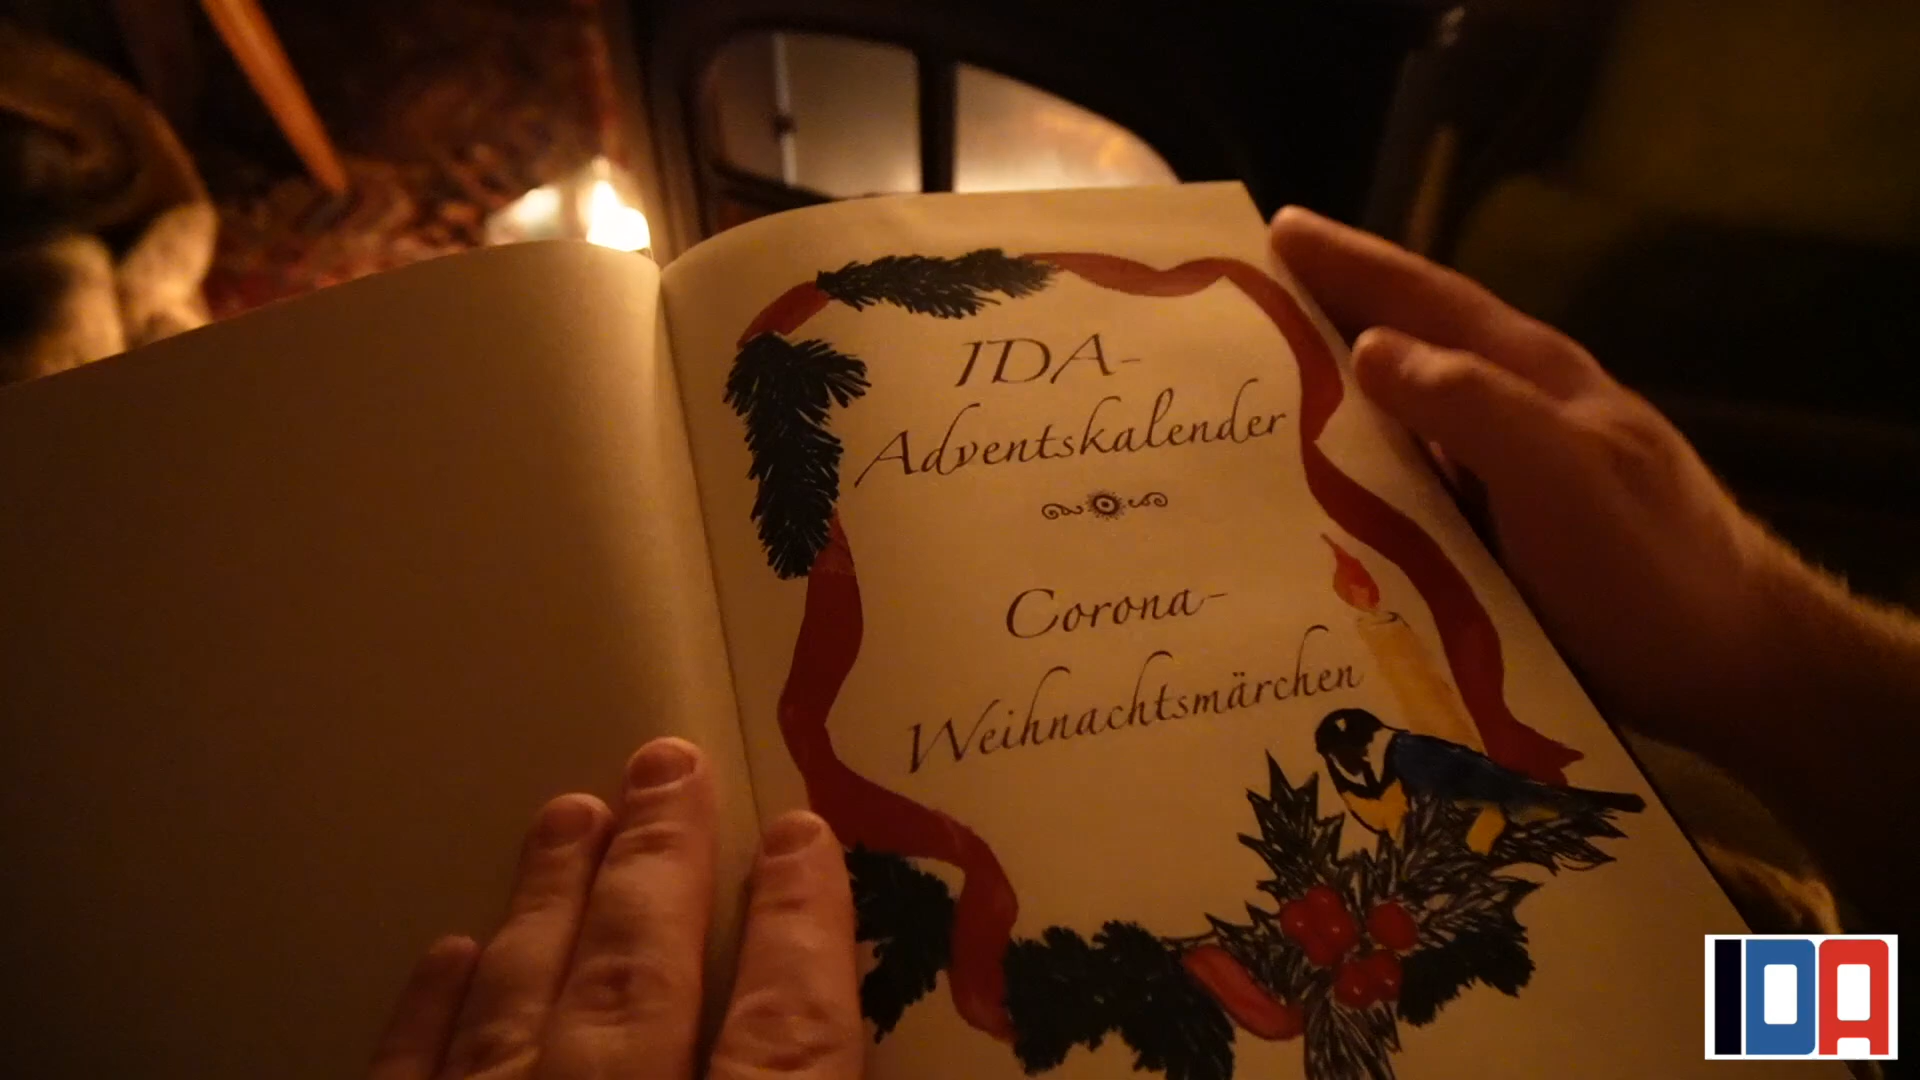 IDA-
Adventskalender
Corona-
Weihnachtsmärchen
IDA